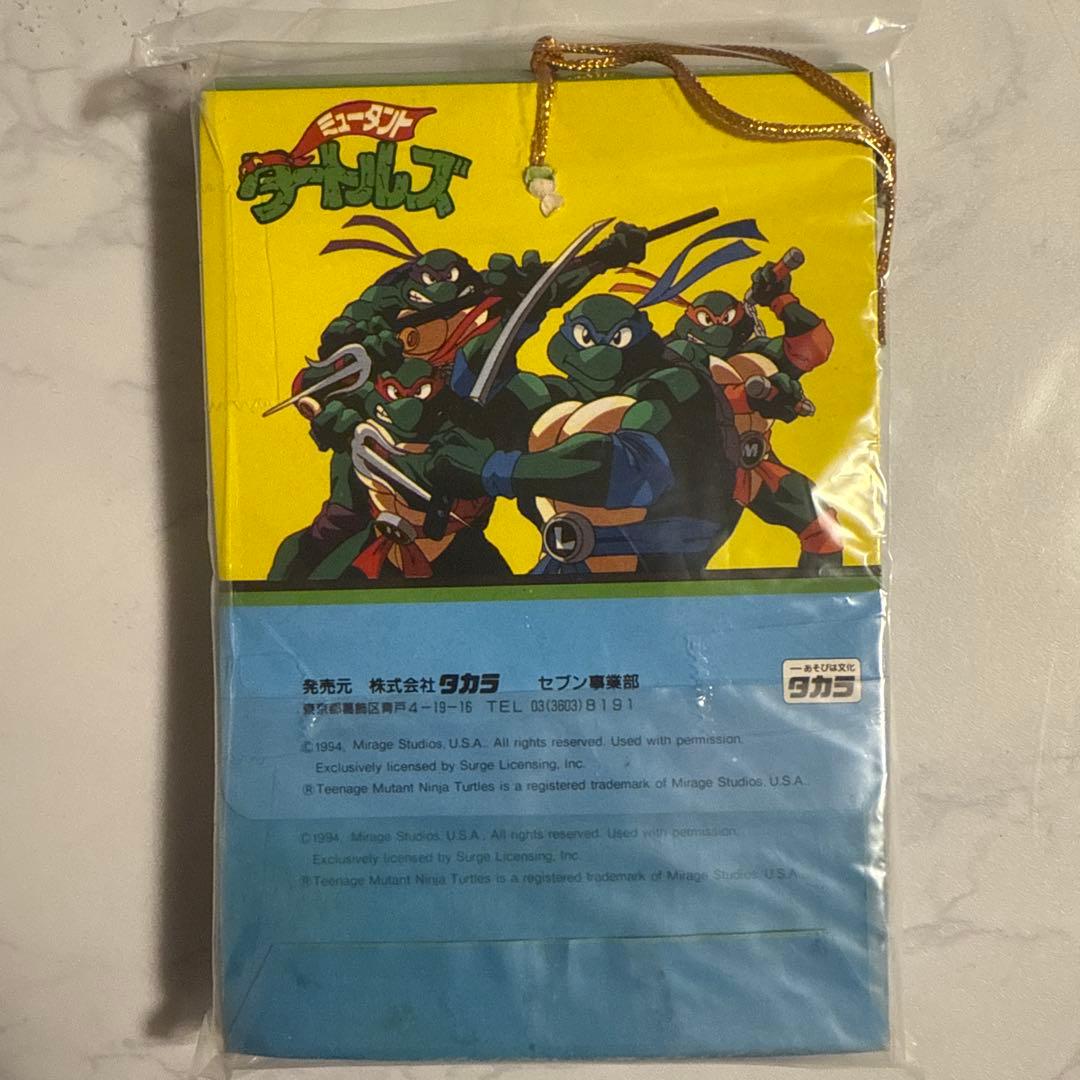 ミュータント
タートルズ
M
L
発売元 株式会社タカラ セブン事業部
東京都葛飾区青戸4-19-16 TEL 03(3603)8191
ーあそびは文化
タカラ
©1994, Mirage Studios, U.S.A.. All rights reserved. Used with permission.
Exclusively licensed by Surge Licensing, Inc.
®Teenage Mutant Ninja Turtles is a registered trademark of Mirage Studios, U.S.A..
©1994, Mirage Studios, U.S.A.. All rights reserved. Used with permission.
Exclusively licensed by Surge Licensing, Inc.
®Teenage Mutant Ninja Turtles is a registered trademark of Mirage Studios, U.S.A..